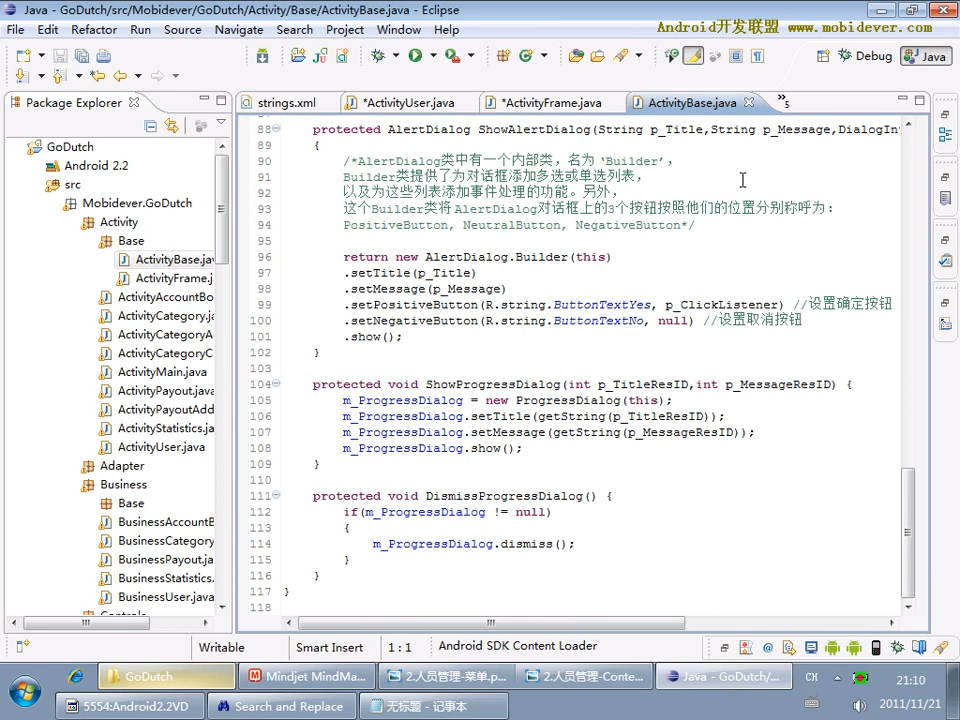 Java - GoDutch/src/Mobidever/GoDutch/Activity/Base/ActivityBase.java - Eclipse
File Edit Refactor Run Source Navigate Search Project Window Help
Android开发联盟 www.mobidever.com
Debug Java
Package Explorer
strings.xml *ActivityUser.java *ActivityFrame.java ActivityBase.java »5
GoDutch
Android 2.2
src
Mobidever.GoDutch
Activity
Base
ActivityBase.jav
ActivityFrame.j
ActivityAccountBo
ActivityCategory.ja
ActivityCategoryA
ActivityCategoryC
ActivityMain.java
ActivityPayout.java
ActivityPayoutAdd
ActivityStatistics.ja
ActivityUser.java
Adapter
Business
Base
BusinessAccountB
BusinessCategory
BusinessPayout.ja
BusinessStatistics.
BusinessUser.java
88 protected AlertDialog ShowAlertDialog(String p_Title,String p_Message,DialogInt
89 {
90 /*AlertDialog类中有一个内部类，名为‘Builder’，
91 Builder类提供了为对话框添加多选或单选列表，
92 以及为这些列表添加事件处理的功能。另外，
93 这个Builder类将AlertDialog对话框上的3个按钮按照他们的位置分别称呼为：
94 PositiveButton, NeutralButton, NegativeButton*/
95
96 return new AlertDialog.Builder(this)
97 .setTitle(p_Title)
98 .setMessage(p_Message)
99 .setPositiveButton(R.string.ButtonTextYes, p_ClickListener) //设置确定按钮
100 .setNegativeButton(R.string.ButtonTextNo, null) //设置取消按钮
101 .show();
102 }
103
104 protected void ShowProgressDialog(int p_TitleResID,int p_MessageResID) {
105 m_ProgressDialog = new ProgressDialog(this);
106 m_ProgressDialog.setTitle(getString(p_TitleResID));
107 m_ProgressDialog.setMessage(getString(p_MessageResID));
108 m_ProgressDialog.show();
109 }
110
111 protected void DismissProgressDialog() {
112 if(m_ProgressDialog != null)
113 {
114 m_ProgressDialog.dismiss();
115 }
116 }
117 }
118
Writable Smart Insert 1 : 1 Android SDK Content Loader
GoDutch Mindjet MindMa... 2.人员管理-菜单.p... 2.人员管理-Conte... Java - GoDutch/... CH 21:10
5554:Android2.2VD Search and Replace 无标题 - 记事本 2011/11/21